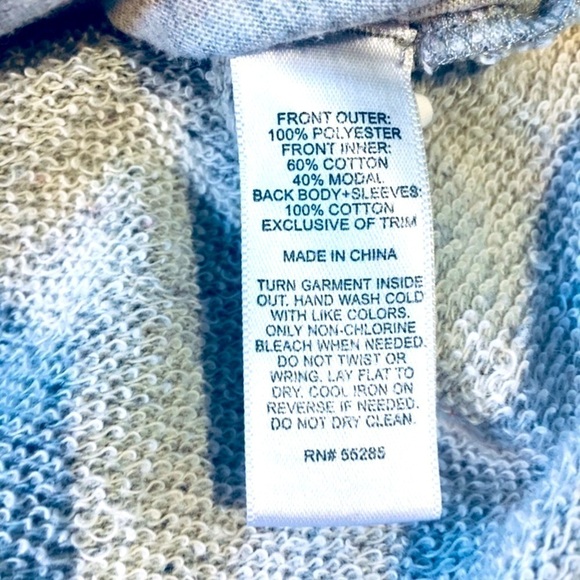 FRONT OUTER:
100% POLYESTER
FRONT INNER:
60% COTTON
40% MODAL
BACK BODY+SLEEVES:
100% COTTON
EXCLUSIVE OF TRIM
MADE IN CHINA
TURN GARMENT INSIDE
OUT. HAND WASH COLD
WITH LIKE COLORS.
ONLY NON-CHLORINE
BLEACH WHEN NEEDED.
DO NOT TWIST OR
WRING. LAY FLAT TO
DRY. COOL IRON ON
REVERSE IF NEEDED.
DO NOT DRY CLEAN.
RN# 56285